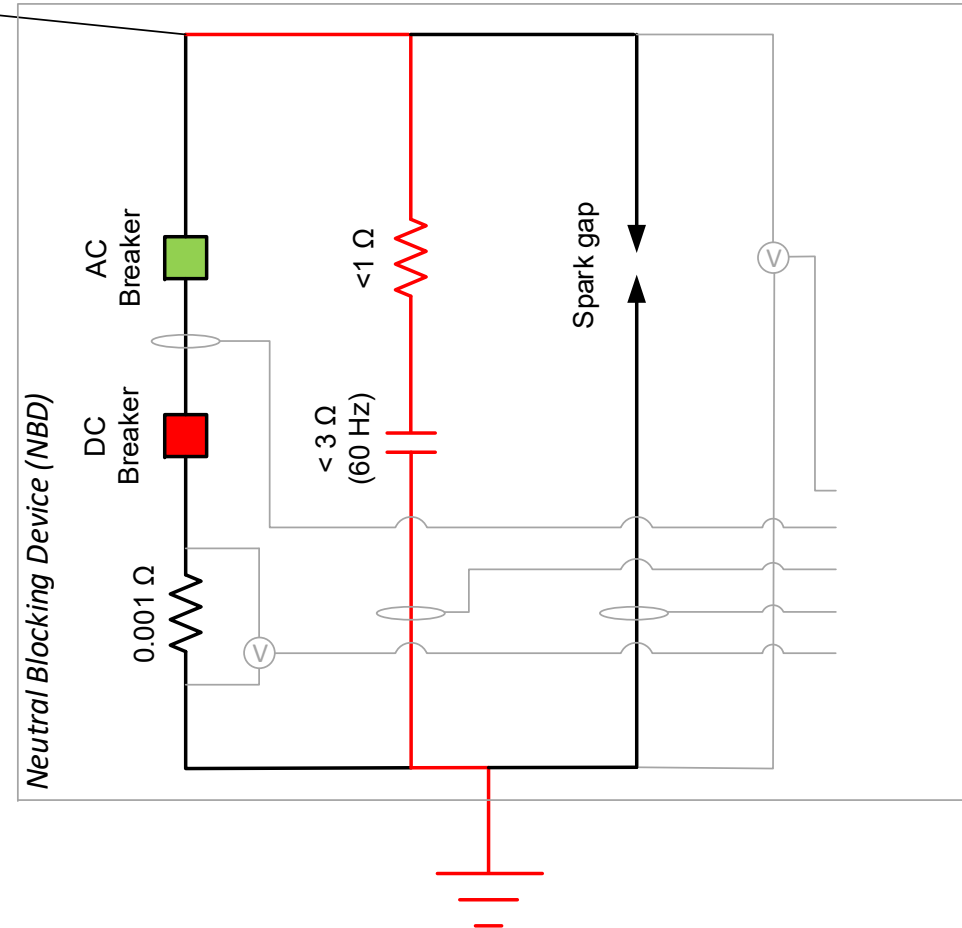 Neutral Blocking Device (NBD)
AC
Breaker
DC
Breaker
0.001 Ω
<1 Ω
< 3 Ω
(60 Hz)
Spark gap
V
V